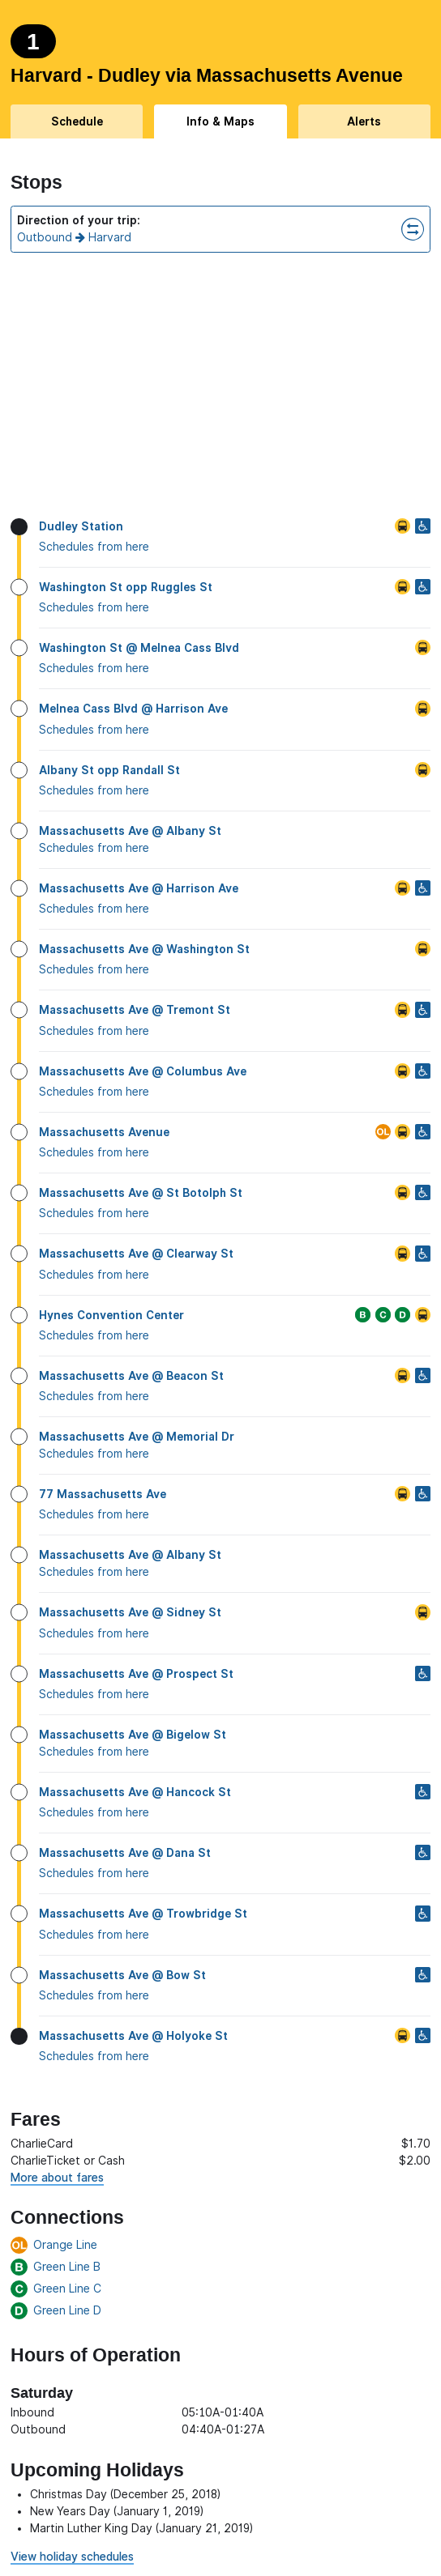 1
Harvard - Dudley via Massachusetts Avenue
Schedule Info & Maps Alerts
Stops
Direction of your trip:
Outbound → Harvard
Dudley Station
Schedules from here
Washington St opp Ruggles St
Schedules from here
Washington St @ Melnea Cass Blvd
Schedules from here
Melnea Cass Blvd @ Harrison Ave
Schedules from here
Albany St opp Randall St
Schedules from here
Massachusetts Ave @ Albany St
Schedules from here
Massachusetts Ave @ Harrison Ave
Schedules from here
Massachusetts Ave @ Washington St
Schedules from here
Massachusetts Ave @ Tremont St
Schedules from here
Massachusetts Ave @ Columbus Ave
Schedules from here
Massachusetts Avenue OL
Schedules from here
Massachusetts Ave @ St Botolph St
Schedules from here
Massachusetts Ave @ Clearway St
Schedules from here
Hynes Convention Center B C D
Schedules from here
Massachusetts Ave @ Beacon St
Schedules from here
Massachusetts Ave @ Memorial Dr
Schedules from here
77 Massachusetts Ave
Schedules from here
Massachusetts Ave @ Albany St
Schedules from here
Massachusetts Ave @ Sidney St
Schedules from here
Massachusetts Ave @ Prospect St
Schedules from here
Massachusetts Ave @ Bigelow St
Schedules from here
Massachusetts Ave @ Hancock St
Schedules from here
Massachusetts Ave @ Dana St
Schedules from here
Massachusetts Ave @ Trowbridge St
Schedules from here
Massachusetts Ave @ Bow St
Schedules from here
Massachusetts Ave @ Holyoke St
Schedules from here
Fares
CharlieCard $1.70
CharlieTicket or Cash $2.00
More about fares
Connections
OL Orange Line
B Green Line B
C Green Line C
D Green Line D
Hours of Operation
Saturday
Inbound 05:10A-01:40A
Outbound 04:40A-01:27A
Upcoming Holidays
• Christmas Day (December 25, 2018)
• New Years Day (January 1, 2019)
• Martin Luther King Day (January 21, 2019)
View holiday schedules